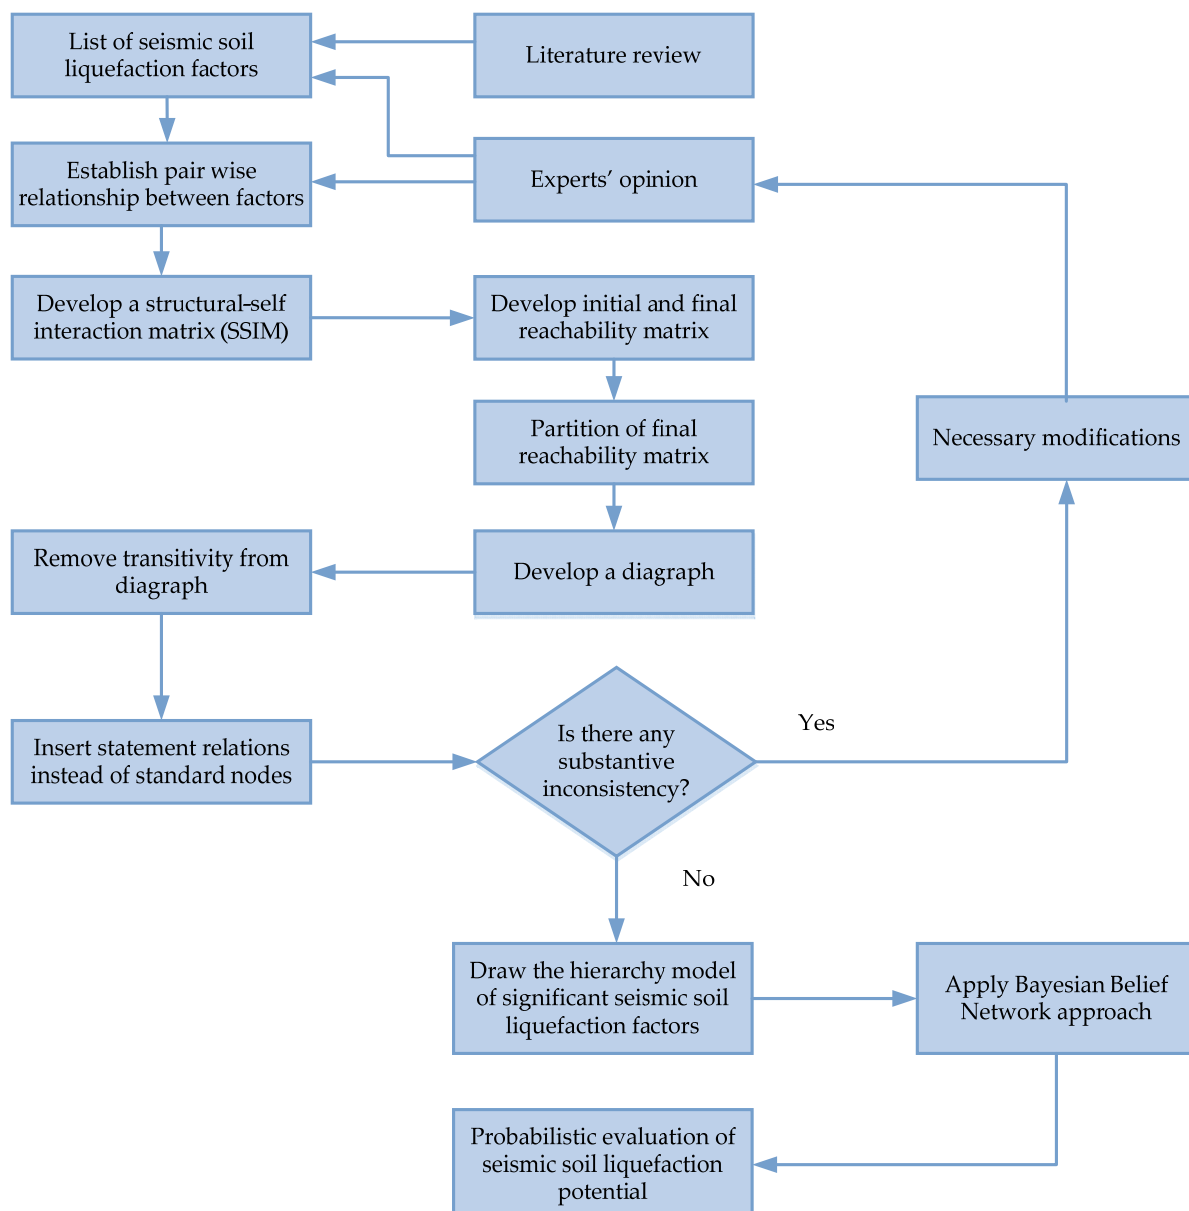 List of seismic soil
liquefaction factors
Literature review
Establish pair wise
relationship between factors
Experts’ opinion
Develop a structural-self
interaction matrix (SSIM)
Develop initial and final
reachability matrix
Partition of final
reachability matrix
Necessary modifications
Remove transitivity from
diagraph
Develop a diagraph
Insert statement relations
instead of standard nodes
Is there any
substantive
inconsistency?
Yes
No
Draw the hierarchy model
of significant seismic soil
liquefaction factors
Apply Bayesian Belief
Network approach
Probabilistic evaluation of
seismic soil liquefaction
potential